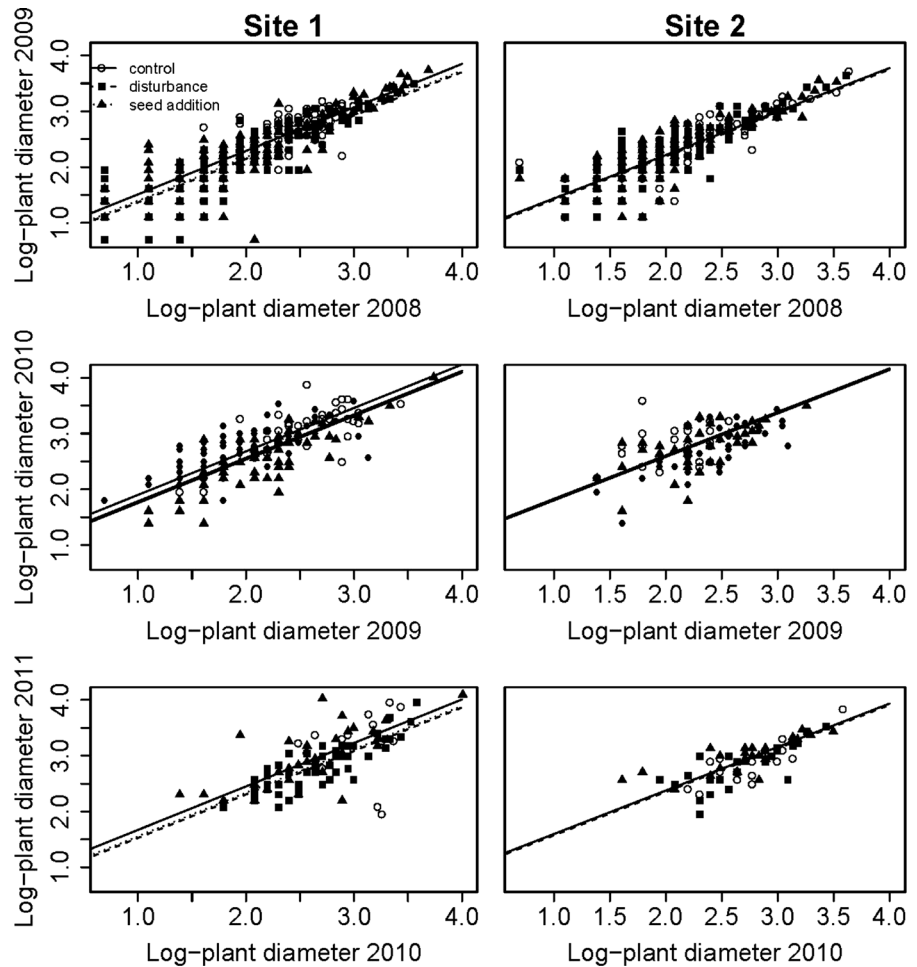 Site 1
Site 2
Log-plant diameter 2009
4.0
3.0
2.0
1.0
control
disturbance
seed addition
1.0 2.0 3.0 4.0
1.0 1.5 2.0 2.5 3.0 3.5 4.0
Log-plant diameter 2008
Log-plant diameter 2008
Log-plant diameter 2010
4.0
3.0
2.0
1.0
1.0 2.0 3.0 4.0
1.0 1.5 2.0 2.5 3.0 3.5 4.0
Log-plant diameter 2009
Log-plant diameter 2009
Log-plant diameter 2011
4.0
3.0
2.0
1.0
1.0 2.0 3.0 4.0
1.0 1.5 2.0 2.5 3.0 3.5 4.0
Log-plant diameter 2010
Log-plant diameter 2010